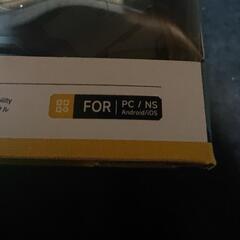 FOR
PC / NS
Android/iOS